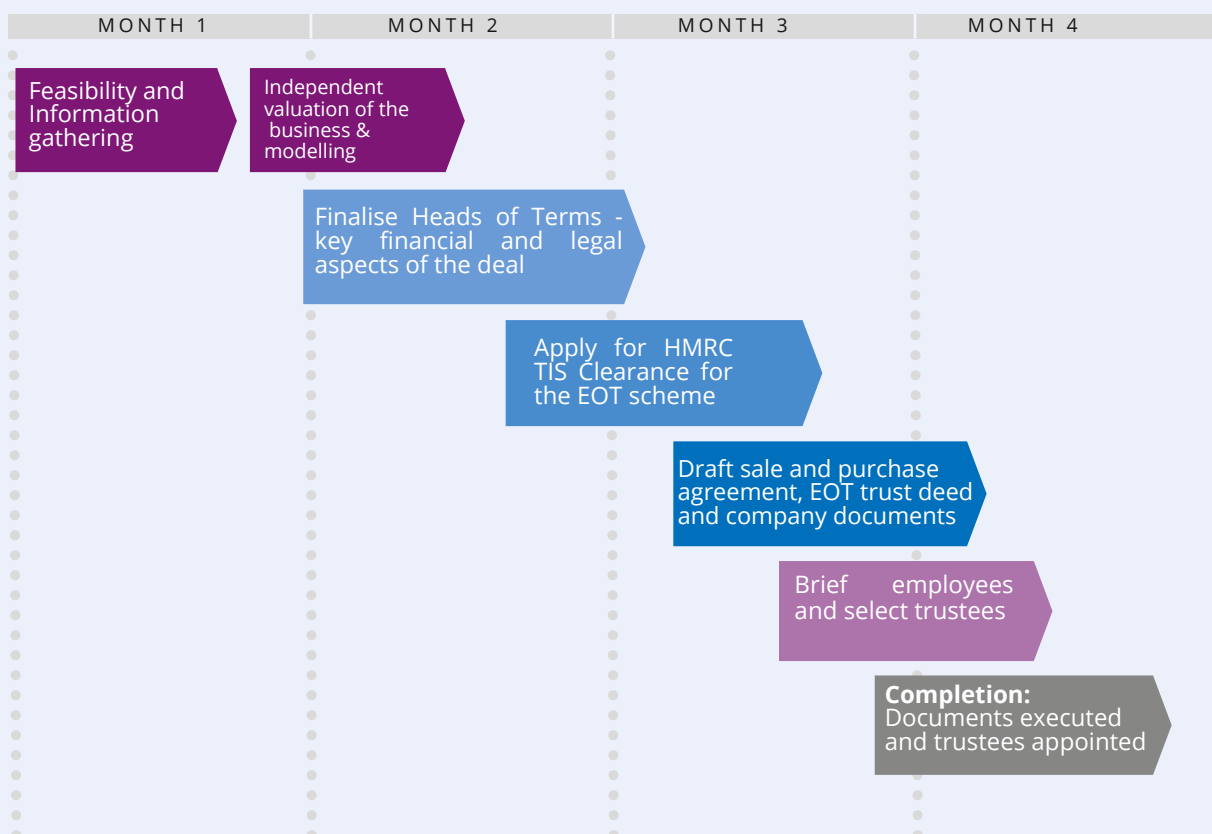 MONTH 1
MONTH 2
MONTH 3
MONTH 4
Feasibility and
Information
gathering
Independent
valuation of the
business &
modelling
Finalise Heads of Terms -
key financial and legal
aspects of the deal
Apply for HMRC
TIS Clearance for
the EOT scheme
Draft sale and purchase
agreement, EOT trust deed
and company documents
Brief employees
and select trustees
Completion:
Documents executed
and trustees appointed